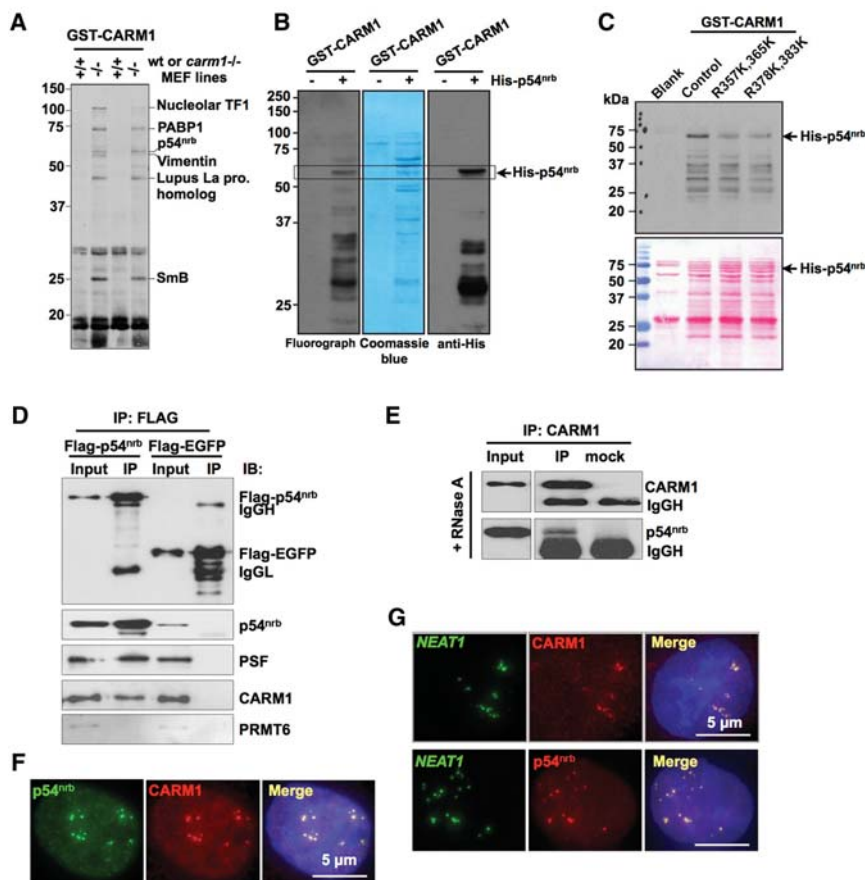 A
GST-CARM1
+/+ -/- +/+ -/- wt or carm1-/- MEF lines
150
100
75
50
37
25
20
Nucleolar TF1
PABP1
p54nrb
Vimentin
Lupus La pro. homolog
SmB
B
GST-CARM1 GST-CARM1 GST-CARM1
- + - + - + His-p54nrb
250
150
100
75
50
37
25
His-p54nrb
Fluorograph Coomassie blue anti-His
C
GST-CARM1
Blank Control R357K,365K R378K,383K
kDa
75
50
37
25
20
His-p54nrb
75
50
37
25
20
His-p54nrb
D
IP: FLAG
Flag-p54nrb Flag-EGFP
Input IP Input IP IB:
Flag-p54nrb
IgGH
Flag-EGFP
IgGL
p54nrb
PSF
CARM1
PRMT6
E
IP: CARM1
Input IP mock
+ RNase A
CARM1
IgGH
p54nrb
IgGH
F
p54nrb CARM1 Merge
5 µm
G
NEAT1 CARM1 Merge
5 µm
NEAT1 p54nrb Merge